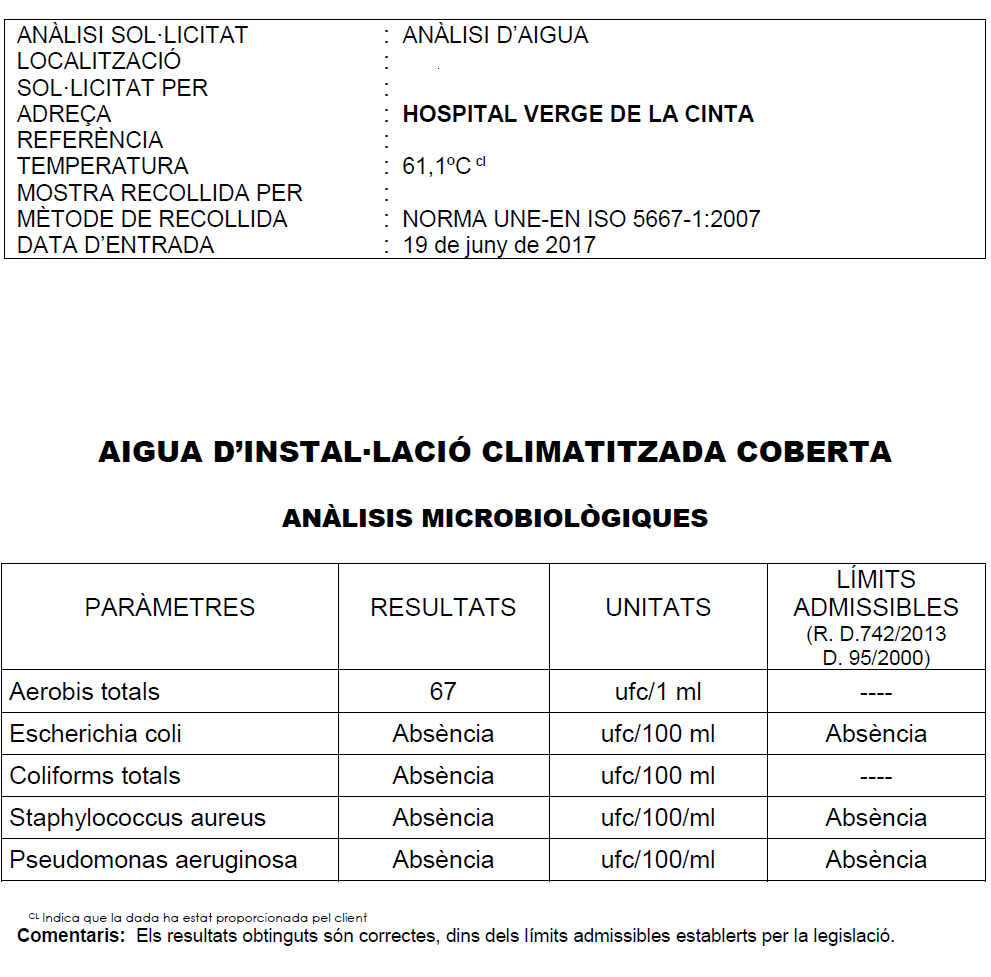 ANÀLISI SOL·LICITAT : ANÀLISI D’AIGUA
LOCALITZACIÓ : .
SOL·LICITAT PER :
ADREÇA : HOSPITAL VERGE DE LA CINTA
REFERÈNCIA :
TEMPERATURA : 61,1ºC cl
MOSTRA RECOLLIDA PER :
MÈTODE DE RECOLLIDA : NORMA UNE-EN ISO 5667-1:2007
DATA D’ENTRADA : 19 de juny de 2017
AIGUA D’INSTAL·LACIÓ CLIMATITZADA COBERTA
ANÀLISIS MICROBIOLÒGIQUES
PARÀMETRES RESULTATS UNITATS LÍMITS
ADMISSIBLES
(R. D.742/2013
D. 95/2000)
Aerobis totals 67 ufc/1 ml ----
Escherichia coli Absència ufc/100 ml Absència
Coliforms totals Absència ufc/100 ml ----
Staphylococcus aureus Absència ufc/100/ml Absència
Pseudomonas aeruginosa Absència ufc/100/ml Absència
CL Indica que la dada ha estat proporcionada pel client
Comentaris: Els resultats obtinguts són correctes, dins dels límits admissibles establerts per la legislació.